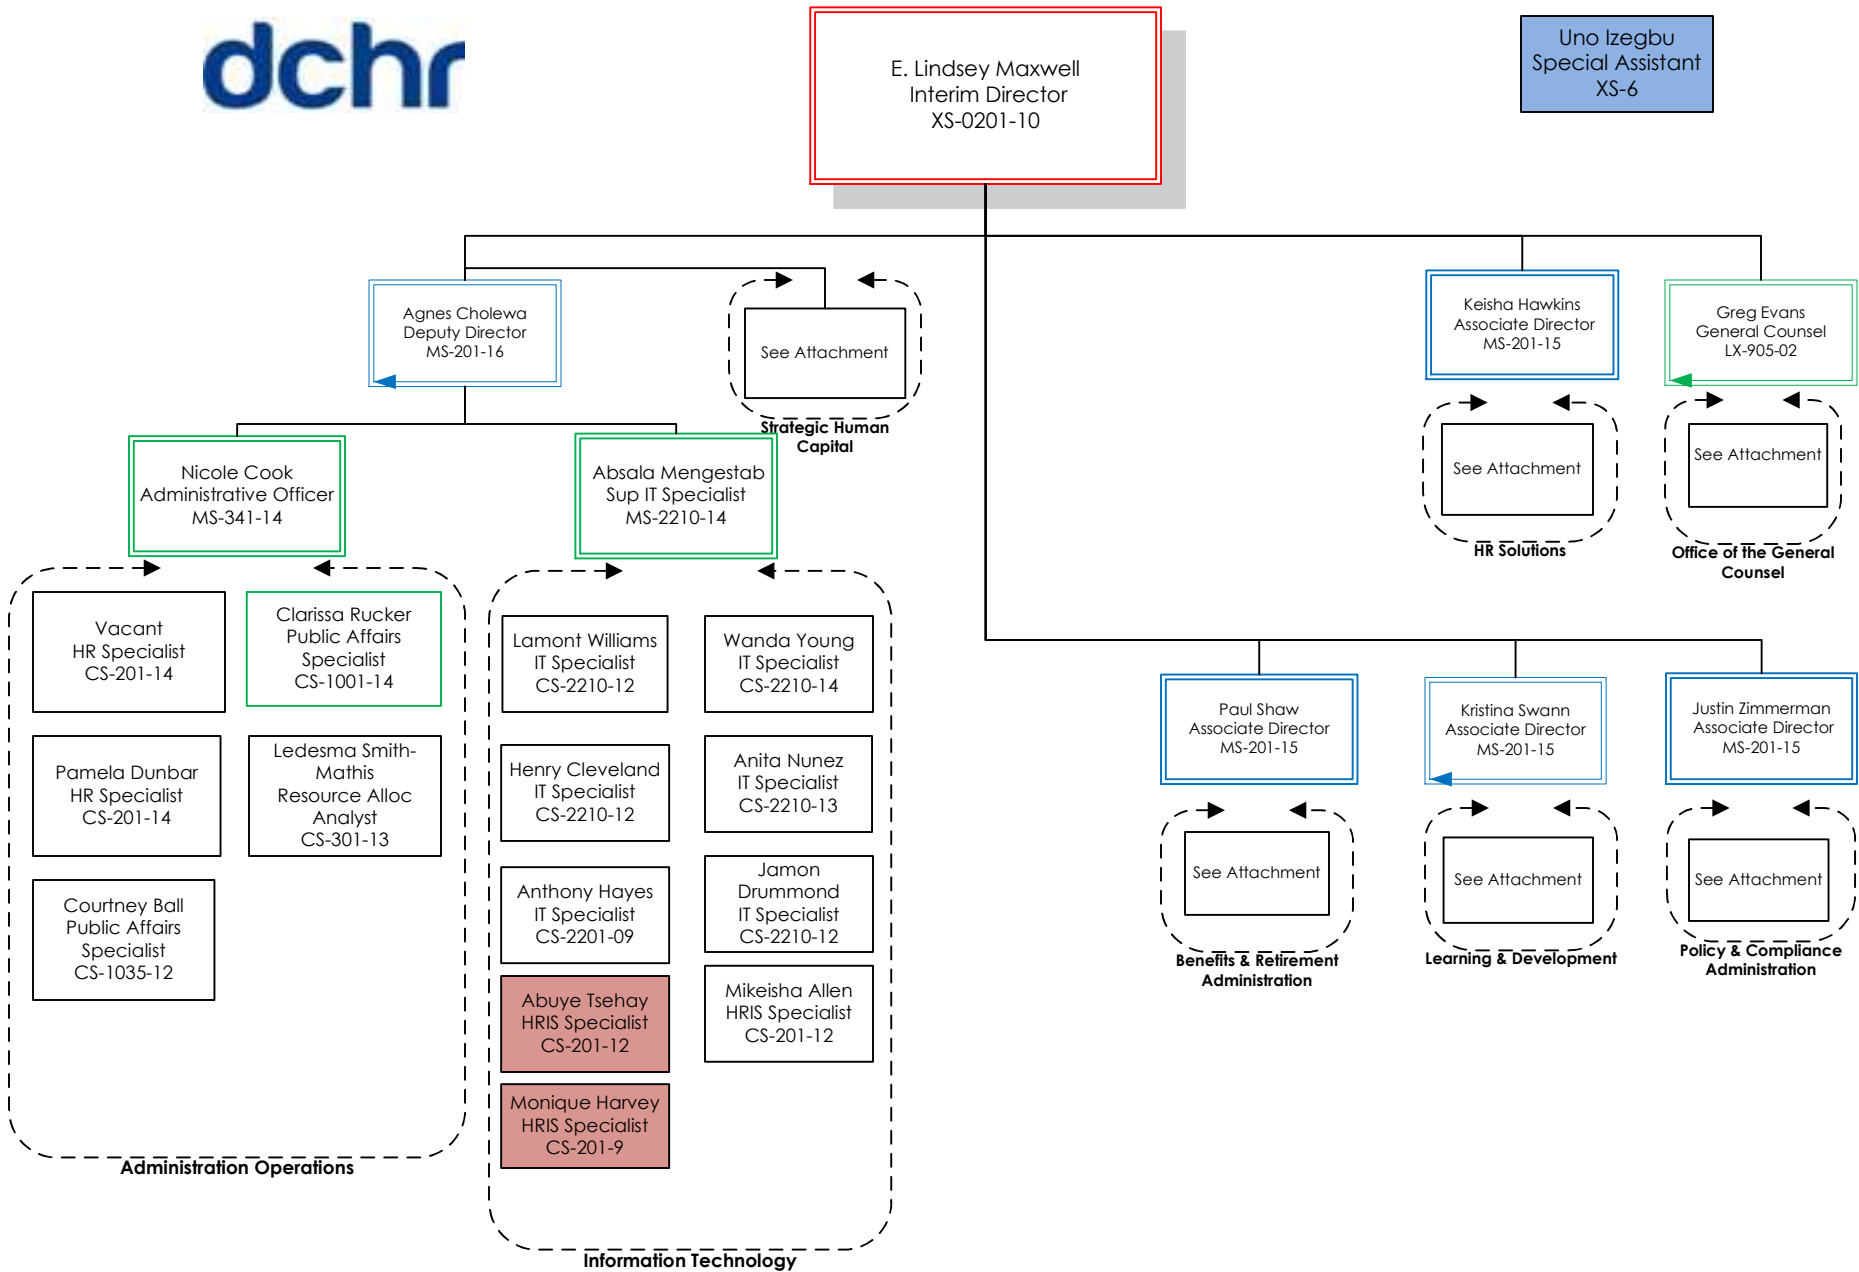 dchr
E. Lindsey Maxwell
Interim Director
XS-0201-10
Uno Izegbu
Special Assistant
XS-6
Agnes Cholewa
Deputy Director
MS-201-16
See Attachment
Strategic Human
Capital
Keisha Hawkins
Associate Director
MS-201-15
Greg Evans
General Counsel
LX-905-02
See Attachment
HR Solutions
See Attachment
Office of the General
Counsel
Nicole Cook
Administrative Officer
MS-341-14
Absala Mengestab
Sup IT Specialist
MS-2210-14
Vacant
HR Specialist
CS-201-14
Clarissa Rucker
Public Affairs
Specialist
CS-1001-14
Pamela Dunbar
HR Specialist
CS-201-14
Ledesma Smith-
Mathis
Resource Alloc
Analyst
CS-301-13
Courtney Ball
Public Affairs
Specialist
CS-1035-12
Administration Operations
Lamont Williams
IT Specialist
CS-2210-12
Wanda Young
IT Specialist
CS-2210-14
Henry Cleveland
IT Specialist
CS-2210-12
Anita Nunez
IT Specialist
CS-2210-13
Anthony Hayes
IT Specialist
CS-2201-09
Jamon
Drummond
IT Specialist
CS-2210-12
Abuye Tsehay
HRIS Specialist
CS-201-12
Mikeisha Allen
HRIS Specialist
CS-201-12
Monique Harvey
HRIS Specialist
CS-201-9
Information Technology
Paul Shaw
Associate Director
MS-201-15
Kristina Swann
Associate Director
MS-201-15
Justin Zimmerman
Associate Director
MS-201-15
See Attachment
Benefits & Retirement
Administration
See Attachment
Learning & Development
See Attachment
Policy & Compliance
Administration